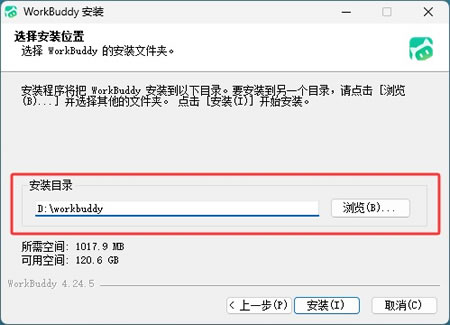 WorkBuddy 安装
选择安装位置
选择 WorkBuddy 的安装文件夹。
安装程序将把 WorkBuddy 安装到以下目录。要安装到另一个目录，请点击 [浏览
(B)...] 并选择其他的文件夹。 点击 [安装(I)] 开始安装。
安装目录
D:\workbuddy
浏览(B)...
所需空间: 1017.9 MB
可用空间: 120.6 GB
WorkBuddy 4.24.5
< 上一步(P)
安装(I)
取消(C)